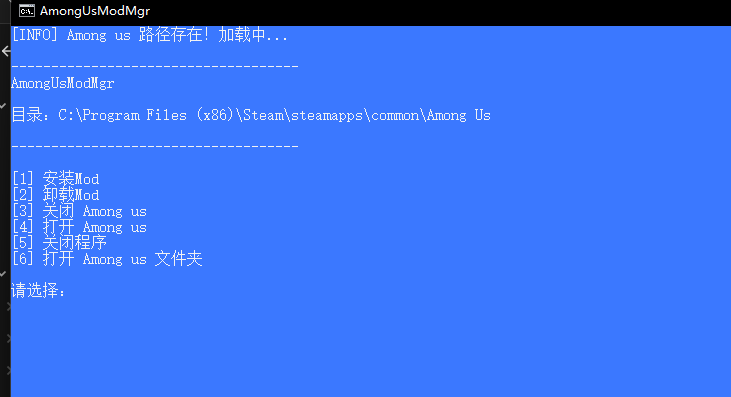 AmongUsModMgr
[INFO] Among us 路径存在! 加载中...
------------------------------------
AmongUsModMgr
目录: C:\Program Files (x86)\Steam\steamapps\common\Among Us
------------------------------------
[1] 安装Mod
[2] 卸载Mod
[3] 关闭 Among us
[4] 打开 Among us
[5] 关闭程序
[6] 打开 Among us 文件夹
请选择: